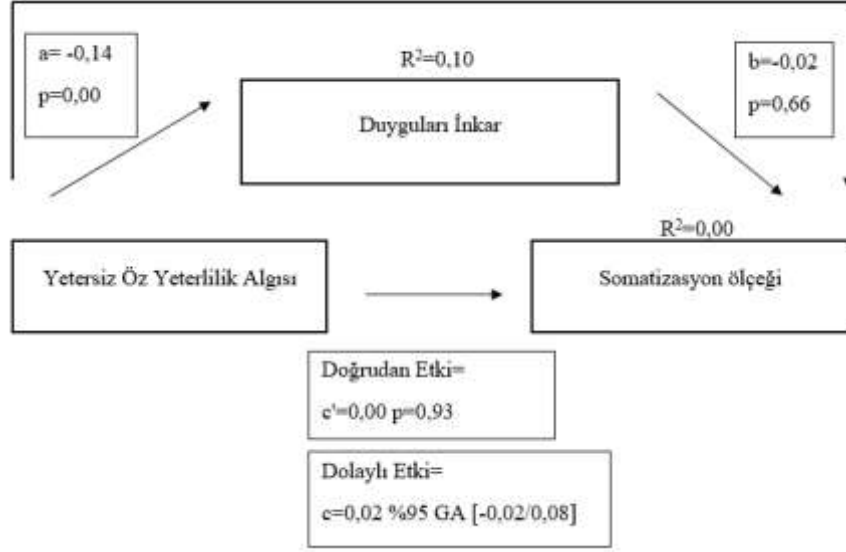 a= -0,14
p=0,00
R²=0,10
Duyguları İnkar
b=-0,02
p=0,66
R²=0,00
Yetersiz Öz Yeterlilik Algısı
Somatizasyon ölçeği
Doğrudan Etki=
c'=0,00 p=0,93
Dolaylı Etki=
c=0,02 %95 GA [-0,02/0,08]